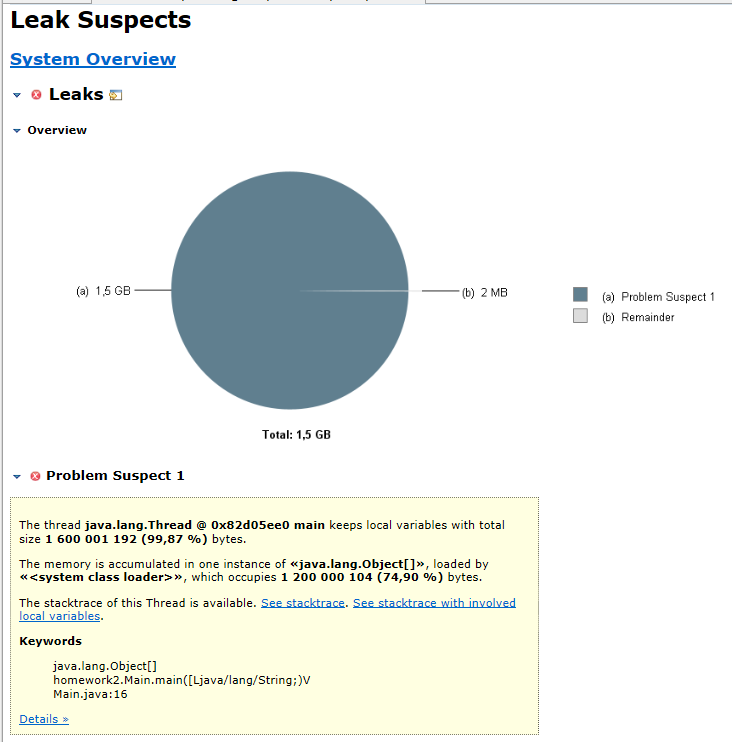 Leak Suspects
System Overview
Leaks
Overview
(a) 1,5 GB
(b) 2 MB
(a) Problem Suspect 1
(b) Remainder
Total: 1,5 GB
Problem Suspect 1
The thread java.lang.Thread @ 0x82d05ee0 main keeps local variables with total
size 1 600 001 192 (99,87 %) bytes.
The memory is accumulated in one instance of «java.lang.Object[]», loaded by
«<system class loader>», which occupies 1 200 000 104 (74,90 %) bytes.
The stacktrace of this Thread is available. See stacktrace. See stacktrace with involved
local variables.
Keywords
java.lang.Object[]
homework2.Main.main([Ljava/lang/String;)V
Main.java:16
Details »